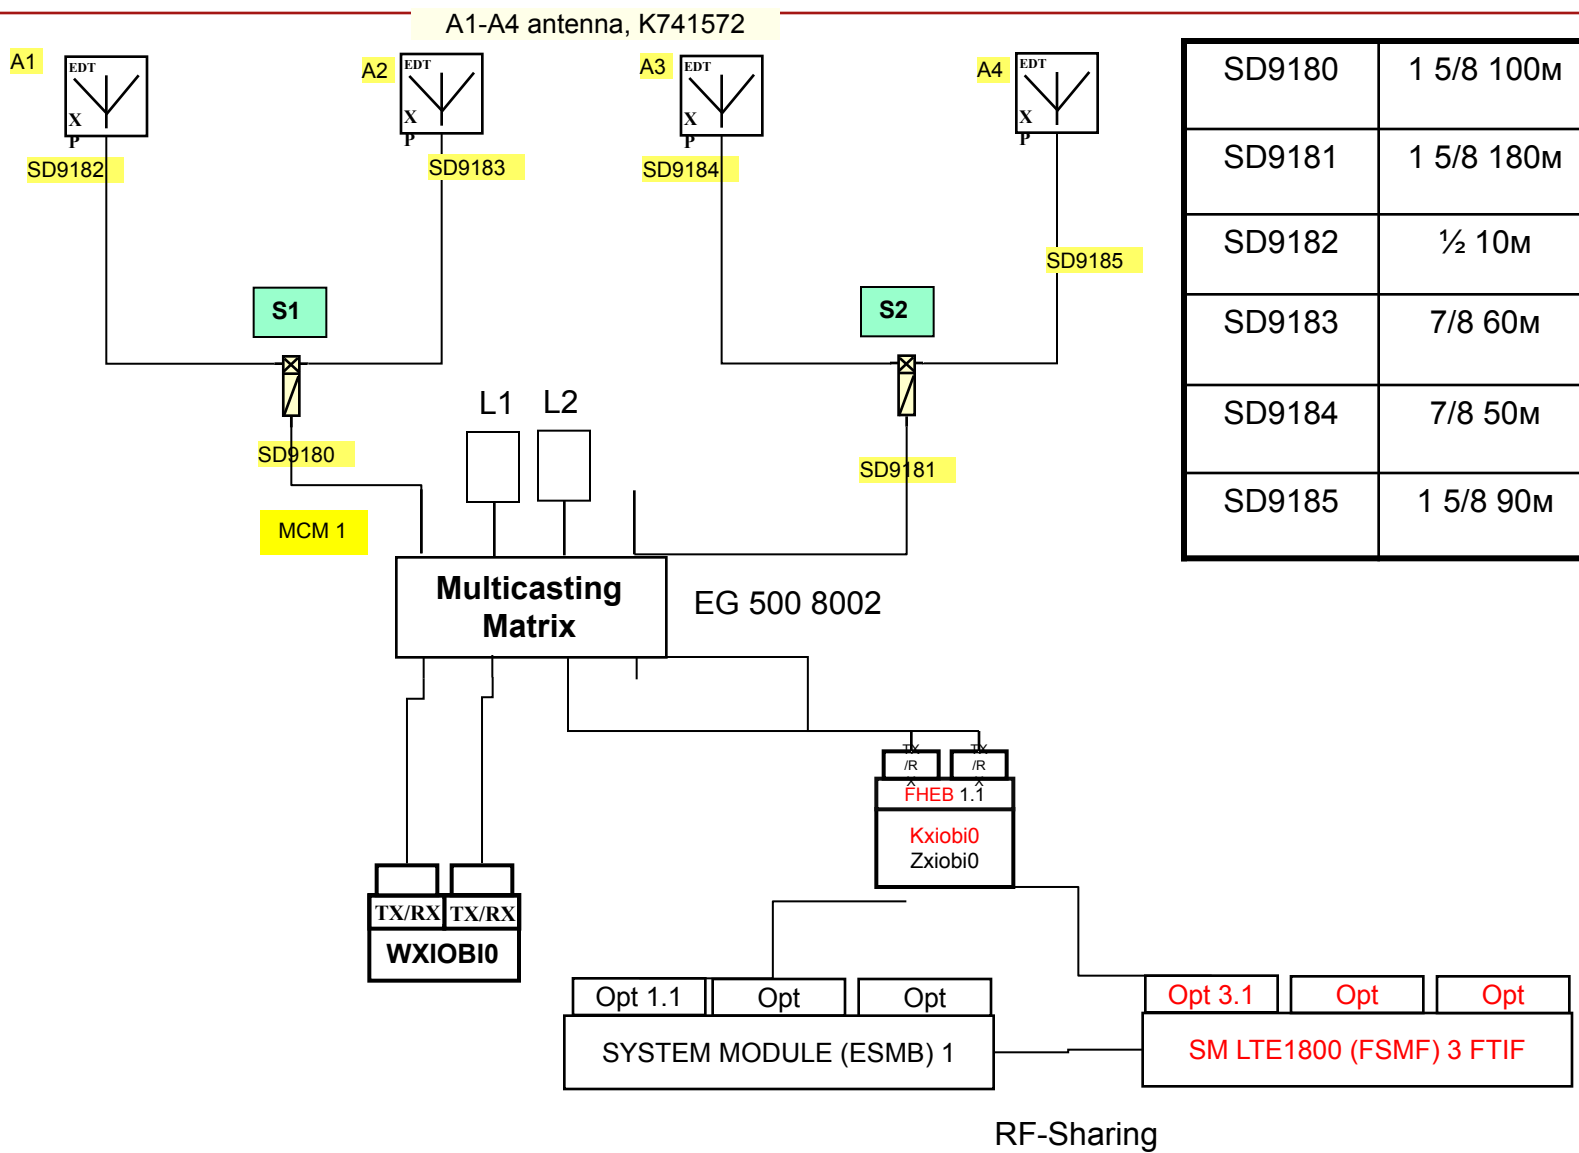 A1-A4 antenna, K741572
A1
EDT
X
P
A2
EDT
X
P
A3
EDT
X
P
A4
EDT
X
P
SD9182
SD9183
SD9184
SD9185
S1
S2
L1
L2
SD9180
SD9181
MCM 1
Multicasting
Matrix
EG 500 8002
SD9180 1 5/8 100м
SD9181 1 5/8 180м
SD9182 ½ 10м
SD9183 7/8 60м
SD9184 7/8 50м
SD9185 1 5/8 90м
TX
/R
X
TX
/R
X
FHEB 1.1
Kxiobi0
Zxiobi0
TX/RX TX/RX
WXIOBI0
Opt 1.1 Opt Opt
SYSTEM MODULE (ESMB) 1
Opt 3.1 Opt Opt
SM LTE1800 (FSMF) 3 FTIF
RF-Sharing